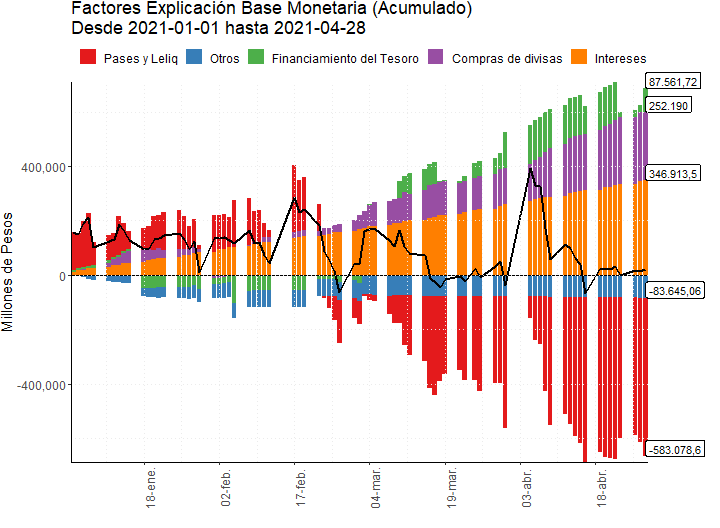 Factores Explicación Base Monetaria (Acumulado)
Desde 2021-01-01 hasta 2021-04-28
Pases y Leliq Otros Financiamiento del Tesoro Compras de divisas Intereses
87.561,72
252.190
400,000
346.913,5
Millones de Pesos
0
-83.645,06
-400,000
-583.078,6
18-ene. 02-feb. 17-feb. 04-mar. 19-mar. 03-abr. 18-abr.